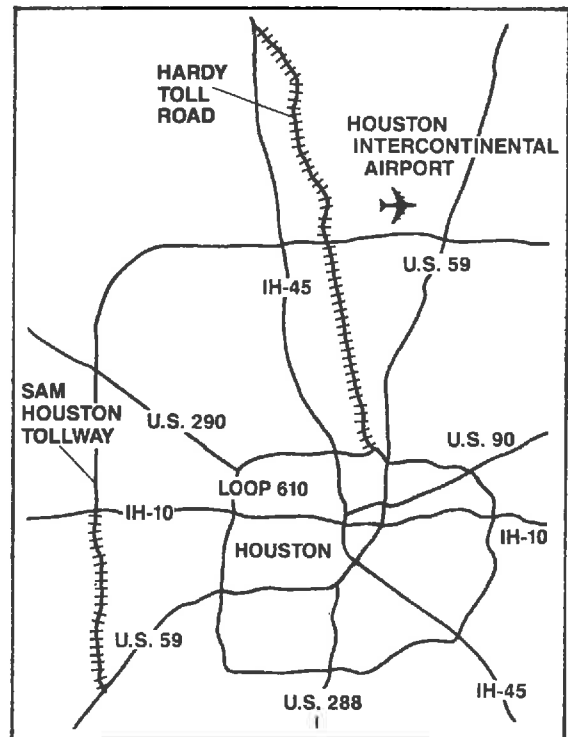 HARDY
TOLL
ROAD
HOUSTON
INTERCONTINENTAL
AIRPORT
U.S. 59
IH-45
SAM
HOUSTON
TOLLWAY
U.S. 290
U.S. 90
LOOP 610
IH-10
HOUSTON
IH-10
U.S. 59
IH-45
U.S. 288